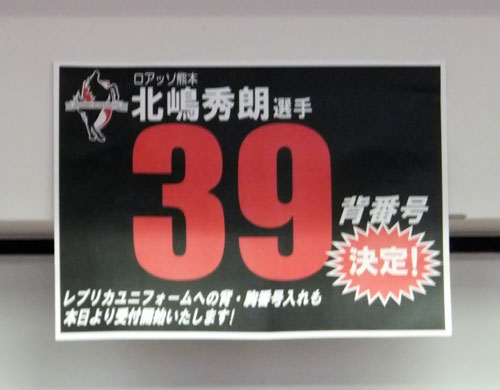 ロアッソ熊本
北嶋秀朗選手
39
背番号
決定!
レプリカユニフォームへの背・胸番号入れも
本日より受付開始いたします!